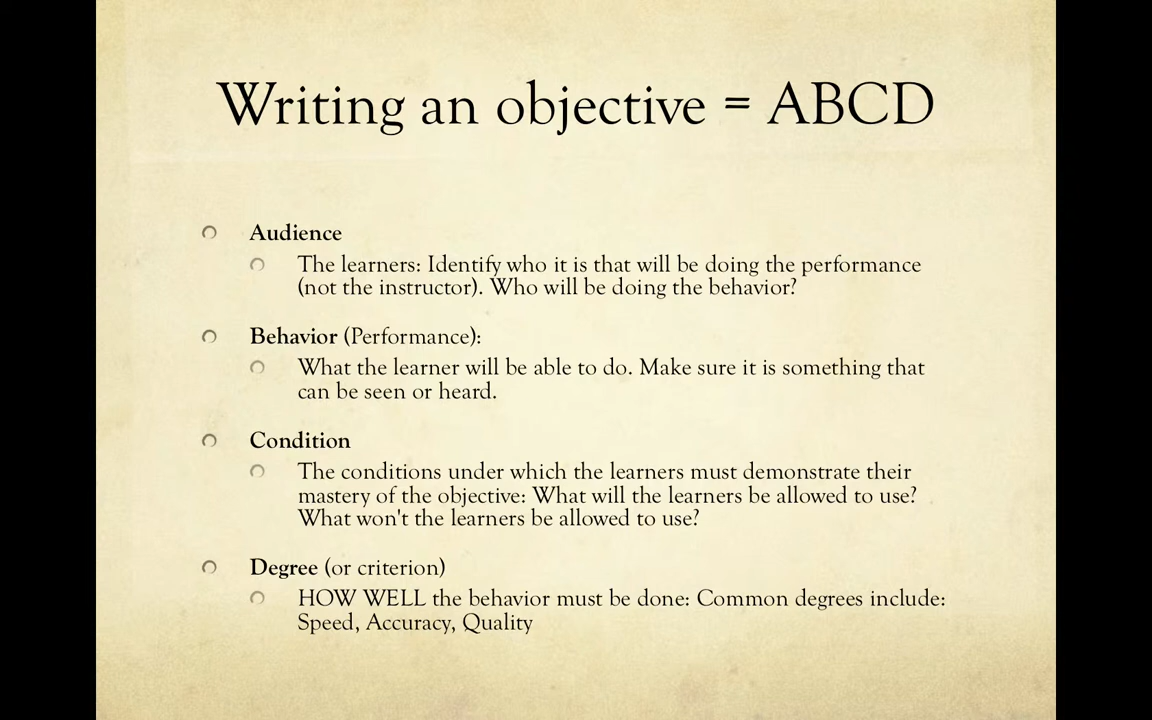 Writing an objective = ABCD
Audience
The learners: Identify who it is that will be doing the performance
(not the instructor). Who will be doing the behavior?
Behavior (Performance):
What the learner will be able to do. Make sure it is something that
can be seen or heard.
Condition
The conditions under which the learners must demonstrate their
mastery of the objective: What will the learners be allowed to use?
What won't the learners be allowed to use?
Degree (or criterion)
HOW WELL the behavior must be done: Common degrees include:
Speed, Accuracy, Quality